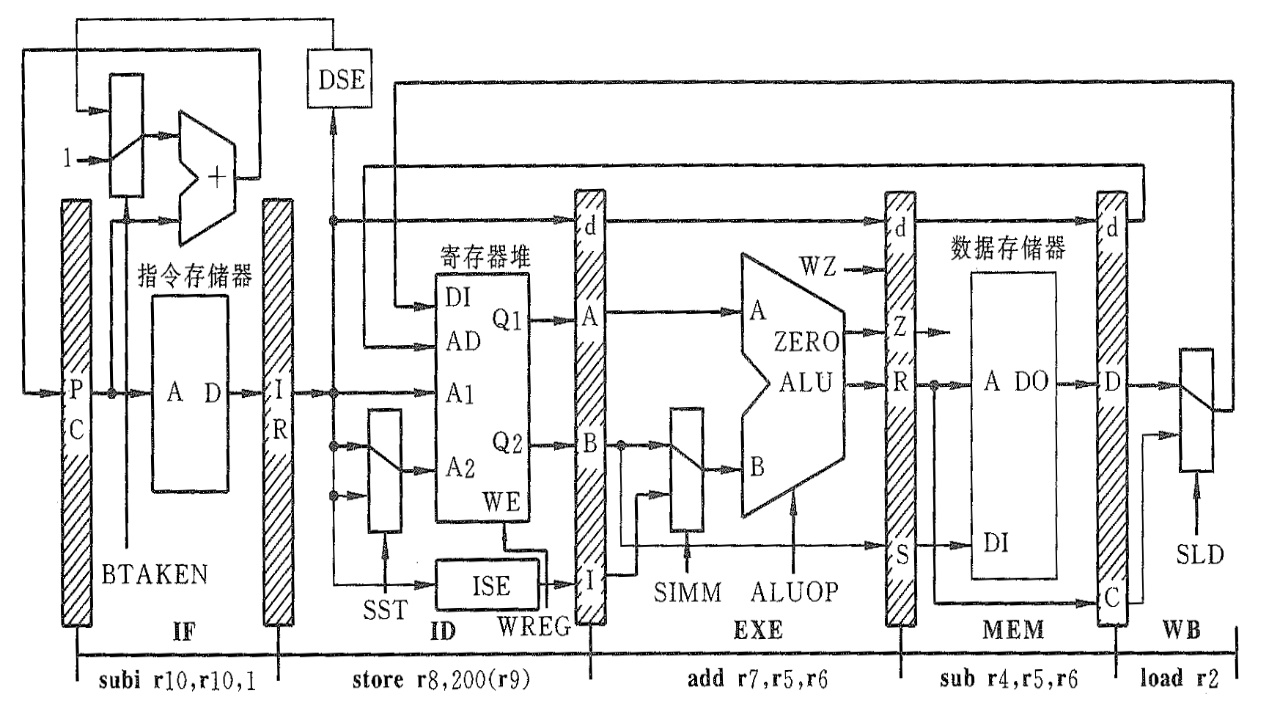 DSE
1
+
指令存储器
A D
P
C
BTAKEN
IF
I
R
寄存器堆
DI
Q1
AD
A1
Q2
A2
WE
SST
ISE
WREG
ID
d
A
B
I
A
ZERO
ALU
B
SIMM
ALUOP
EXE
WZ
d
Z
R
S
数据存储器
A DO
DI
MEM
d
D
C
SLD
WB
subi r10,r10,1
store r8,200(r9)
add r7,r5,r6
sub r4,r5,r6
load r2